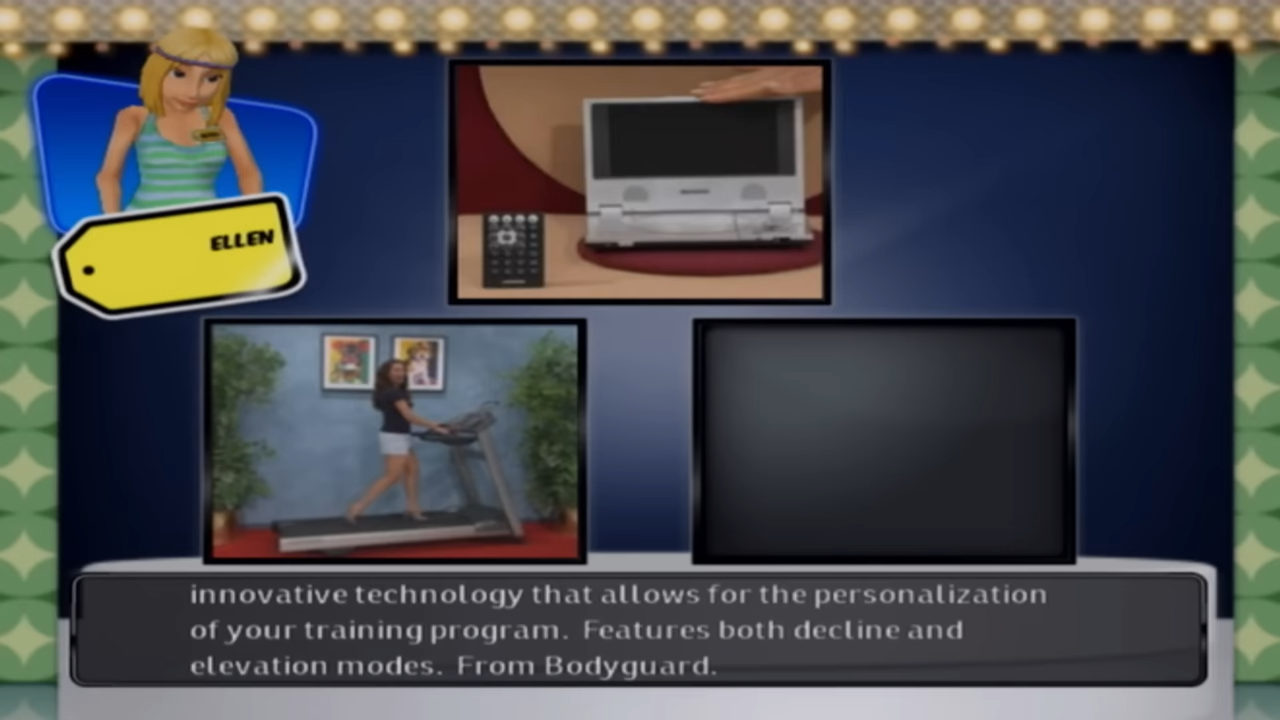 ELLEN
innovative technology that allows for the personalization
of your training program. Features both decline and
elevation modes. From Bodyguard.